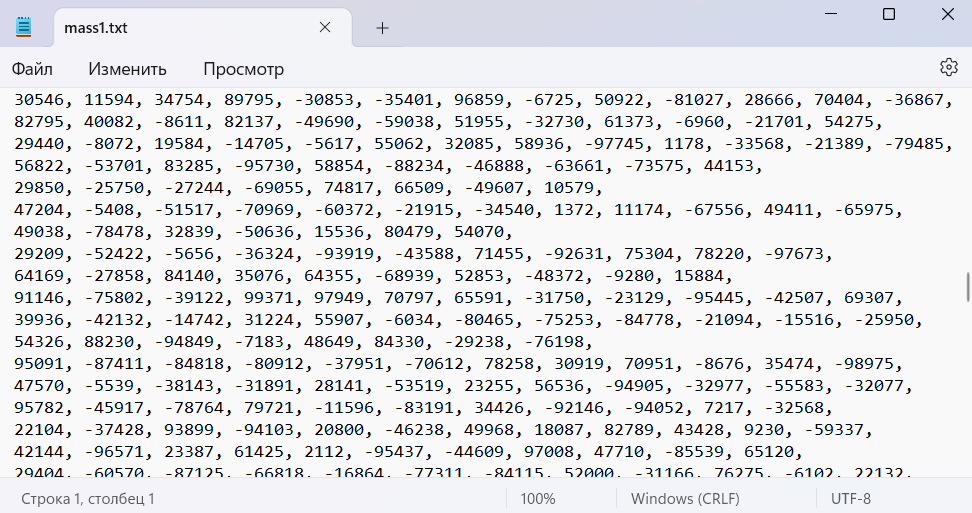 mass1.txt
Файл Изменить Просмотр
30546, 11594, 34754, 89795, -30853, -35401, 96859, -6725, 50922, -81027, 28666, 70404, -36867,
82795, 40082, -8611, 82137, -49690, -59038, 51955, -32730, 61373, -6960, -21701, 54275,
29440, -8072, 19584, -14705, -5617, 55062, 32085, 58936, -97745, 1178, -33568, -21389, -79485,
56822, -53701, 83285, -95730, 58854, -88234, -46888, -63661, -73575, 44153,
29850, -25750, -27244, -69055, 74817, 66509, -49607, 10579,
47204, -5408, -51517, -70969, -60372, -21915, -34540, 1372, 11174, -67556, 49411, -65975,
49038, -78478, 32839, -50636, 15536, 80479, 54070,
29209, -52422, -5656, -36324, -93919, -43588, 71455, -92631, 75304, 78220, -97673,
64169, -27858, 84140, 35076, 64355, -68939, 52853, -48372, -9280, 15884,
91146, -75802, -39122, 99371, 97949, 70797, 65591, -31750, -23129, -95445, -42507, 69307,
39936, -42132, -14742, 31224, 55907, -6034, -80465, -75253, -84778, -21094, -15516, -25950,
54326, 88230, -94849, -7183, 48649, 84330, -29238, -76198,
95091, -87411, -84818, -80912, -37951, -70612, 78258, 30919, 70951, -8676, 35474, -98975,
47570, -5539, -38143, -31891, 28141, -53519, 23255, 56536, -94905, -32977, -55583, -32077,
95782, -45917, -78764, 79721, -11596, -83191, 34426, -92146, -94052, 7217, -32568,
22104, -37428, 93899, -94103, 20800, -46238, 49968, 18087, 82789, 43428, 9230, -59337,
42144, -96571, 23387, 61425, 2112, -95437, -44609, 97008, 47710, -85539, 65120,
29404, -60570, -87125, -66818, -16864, -77311, -84115, 52000, -31166, 76275, -6102, 22132,
Строка 1, столбец 1 100% Windows (CRLF) UTF-8